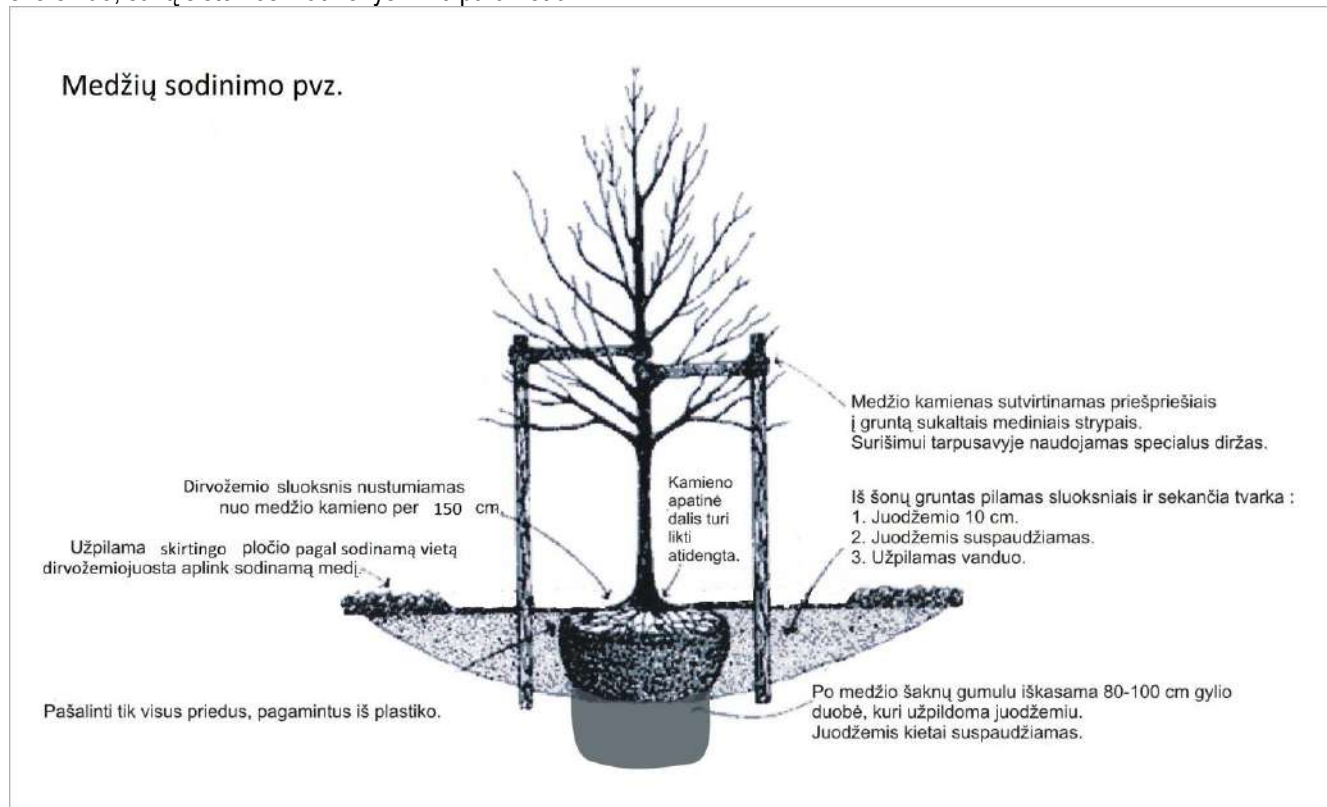 Medžių sodinimo pvz.
Medžio kamienas sutvirtinamas priešpriešiais
į gruntą sukaltais mediniais strypais.
Surišimui tarpusavyje naudojamas specialus diržas.
Dirvožemio sluoksnis nustumiamas
nuo medžio kamieno per 150 cm.
Kamieno
apatinė
dalis turi
likti
atidengta.
Iš šonų gruntas pilamas sluoksniais ir sekančia tvarka :
1. Juodžemio 10 cm.
2. Juodžemis suspaudžiamas.
3. Užpilamas vanduo.
Užpilama skirtingo pločio pagal sodinamą vietą
dirvožemiojuosta aplink sodinamą medį.
Pašalinti tik visus priedus, pagamintus iš plastiko.
Po medžio šaknų gumulu iškasama 80-100 cm gylio
duobė, kuri užpildoma juodžemiu.
Juodžemis kietai suspaudžiamas.